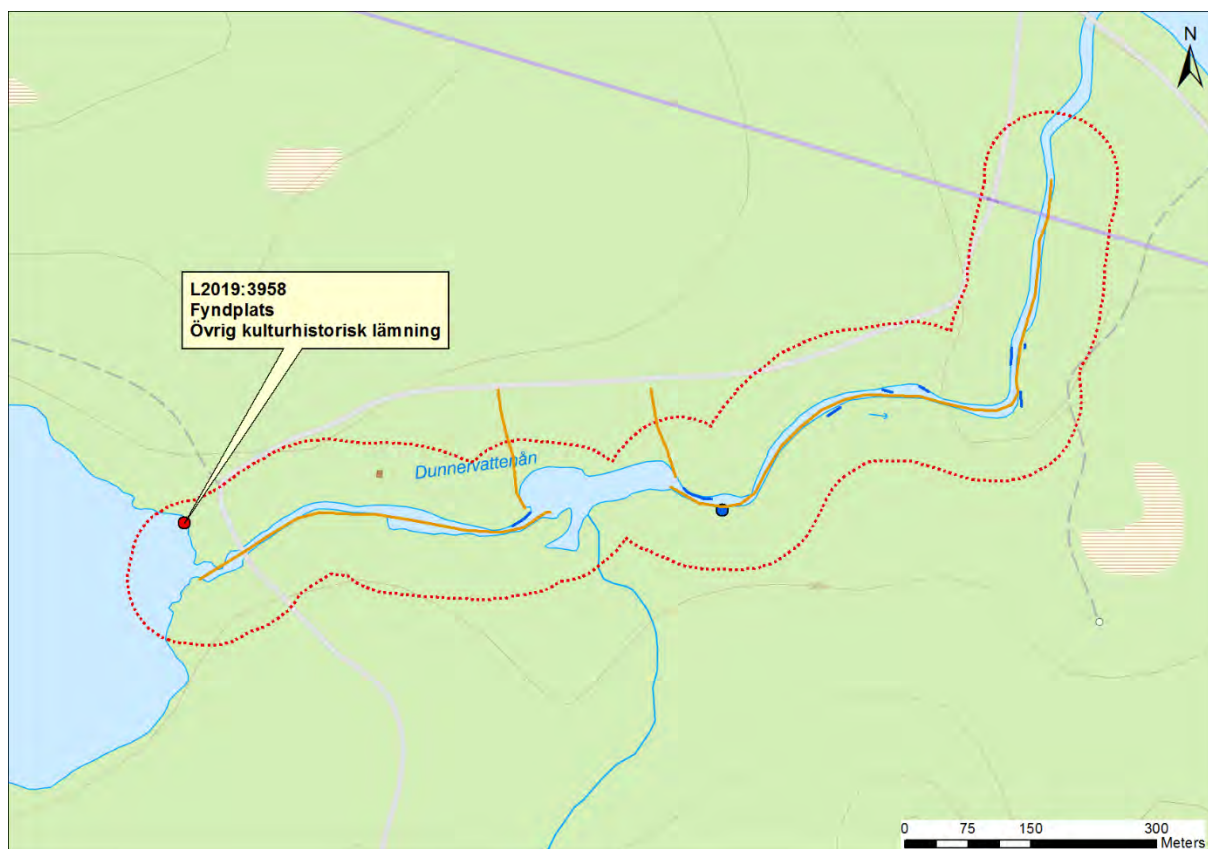 N
L2019:3958
Fyndplats
Övrig kulturhistorisk lämning
Dunnervattenån
0 75 150 300
Meters